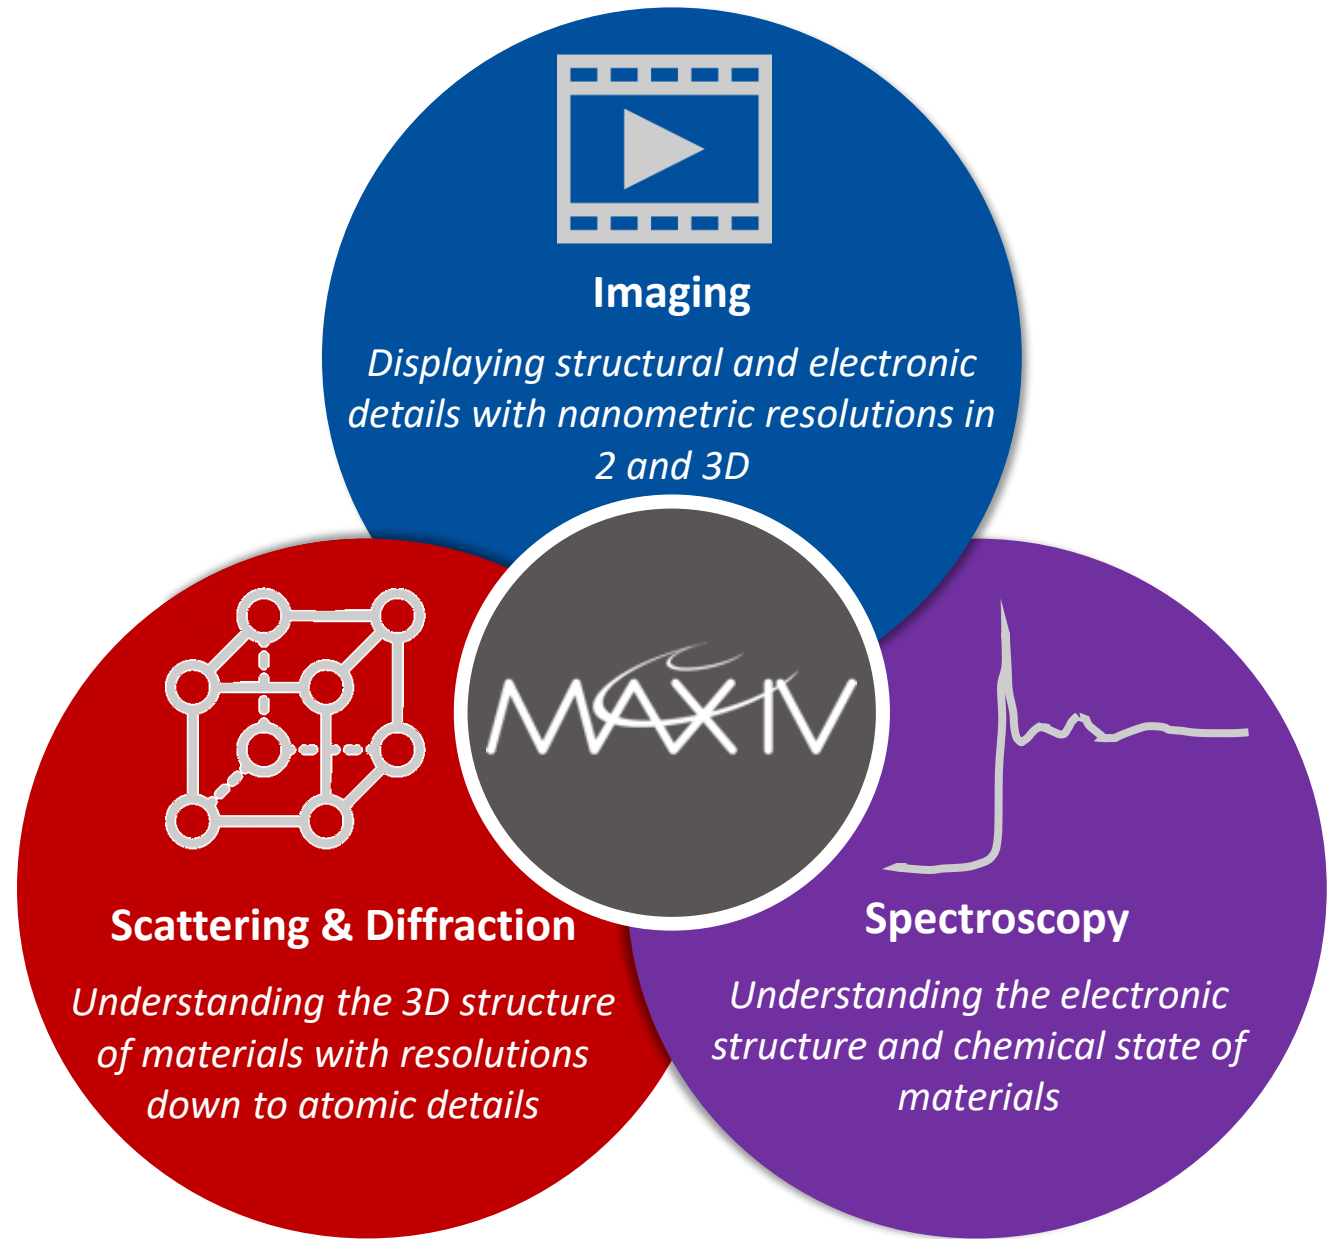 Imaging
Displaying structural and electronic
details with nanometric resolutions in
2 and 3D
MAX IV
Scattering & Diffraction
Understanding the 3D structure
of materials with resolutions
down to atomic details
Spectroscopy
Understanding the electronic
structure and chemical state of
materials